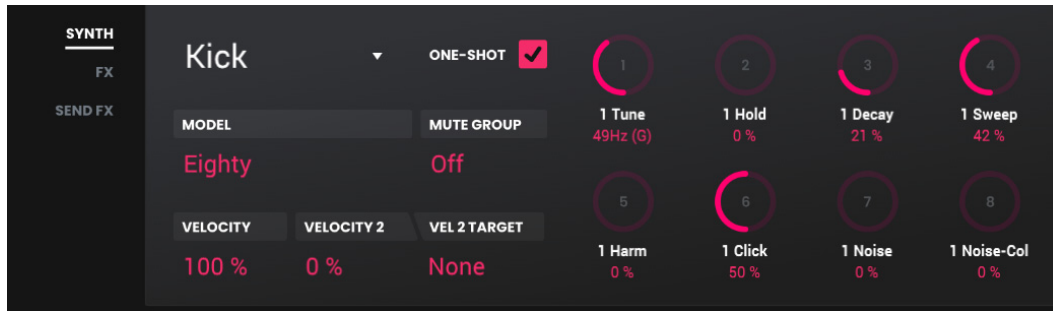 SYNTH
FX
SEND FX
Kick
ONE-SHOT
MODEL
MUTE GROUP
Eighty
Off
VELOCITY
VELOCITY 2
VEL 2 TARGET
100 %
0 %
None
1
2
3
4
1 Tune
1 Hold
1 Decay
1 Sweep
49Hz (G)
0 %
21 %
42 %
5
6
7
8
1 Harm
1 Click
1 Noise
1 Noise-Col
0 %
50 %
0 %
0 %